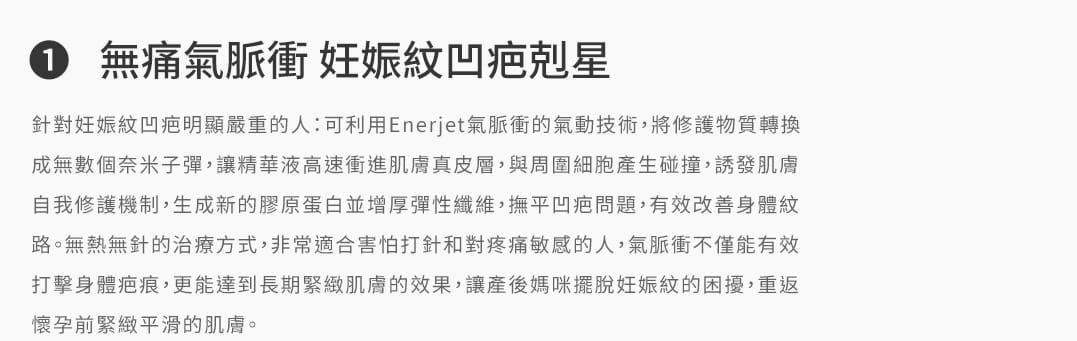 ❶ 無痛氣脈衝 妊娠紋凹疤剋星
針對妊娠紋凹疤明顯嚴重的人：可利用Enerjet氣脈衝的氣動技術，將修護物質轉換
成無數個奈米子彈，讓精華液高速衝進肌膚真皮層，與周圍細胞產生碰撞，誘發肌膚
自我修護機制，生成新的膠原蛋白並增厚彈性纖維，撫平凹疤問題，有效改善身體紋
路。無熱無針的治療方式，非常適合害怕打針和對疼痛敏感的人，氣脈衝不僅能有效
打擊身體疤痕，更能達到長期緊緻肌膚的效果，讓產後媽咪擺脫妊娠紋的困擾，重返
懷孕前緊緻平滑的肌膚。